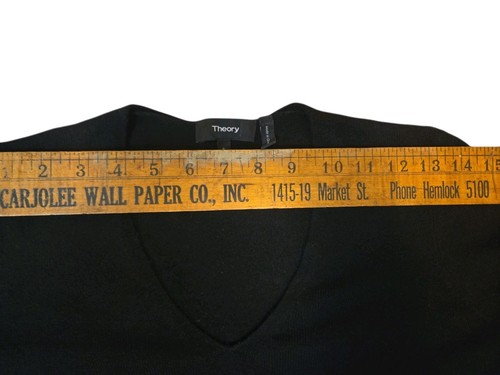 Theory
1 2 3 4 5 6 7 8 9 10 11 12 13 14 15
CARJOLEE WALL PAPER CO., INC. 1415-19 Market St. Phone Hemlock 5100